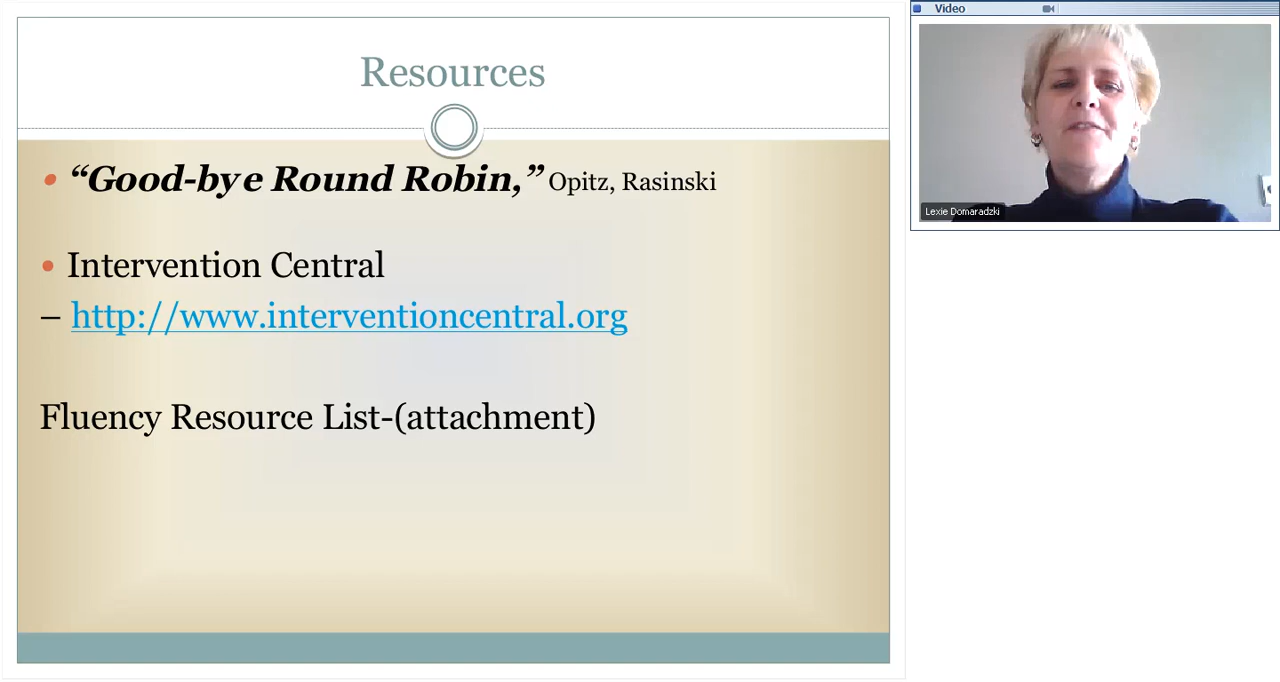 Resources
• “Good-bye Round Robin,” Opitz, Rasinski
• Intervention Central
– http://www.interventioncentral.org
Fluency Resource List-(attachment)
Video
Lexie Domaradzki